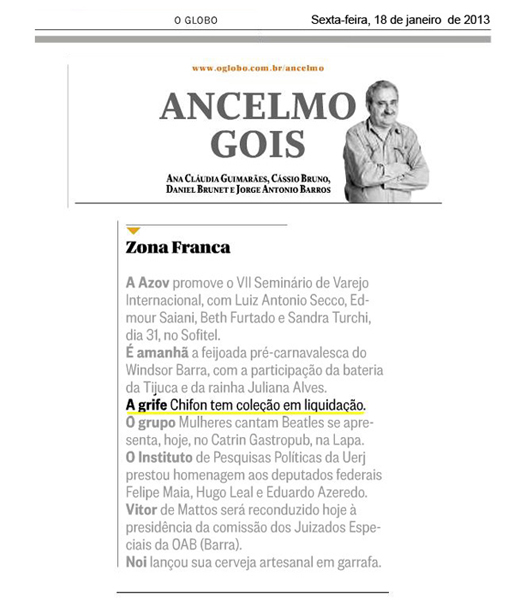 O GLOBO
Sexta-feira, 18 de janeiro de 2013
www.oglobo.com.br/ancelmo
ANCELMO
GOIS
ANA CLÁUDIA GUIMARÃES, CÁSSIO BRUNO,
DANIEL BRUNET E JORGE ANTONIO BARROS
Zona Franca
A Azov promove o VII Seminário de Varejo
Internacional, com Luiz Antonio Secco, Ed-
mour Saiani, Beth Furtado e Sandra Turchi,
dia 31, no Sofitel.
É amanhã a feijoada pré-carnavalesca do
Windsor Barra, com a participação da bateria
da Tijuca e da rainha Juliana Alves.
A grife Chifon tem coleção em liquidação.
O grupo Mulheres cantam Beatles se apre-
senta, hoje, no Catrin Gastropub, na Lapa.
O Instituto de Pesquisas Políticas da Uerj
prestou homenagem aos deputados federais
Felipe Maia, Hugo Leal e Eduardo Azeredo.
Vitor de Mattos será reconduzido hoje à
presidência da comissão dos Juizados Espe-
ciais da OAB (Barra).
Noi lançou sua cerveja artesanal em garrafa.